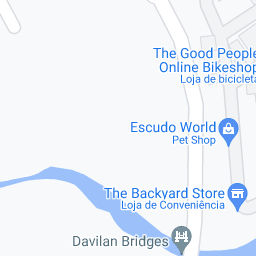 The Good People
Online Bikeshop
Loja de bicicleta
Escudo World
Pet Shop
The Backyard Store
Loja de Conveniência
Davilan Bridges